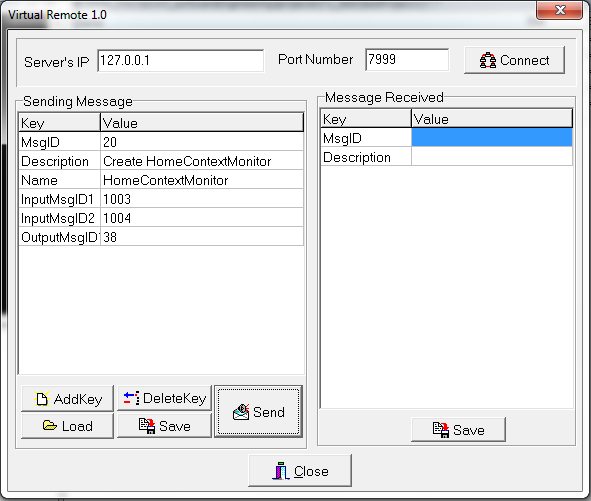 Virtual Remote 1.0
Server's IP 127.0.0.1 Port Number 7999 Connect
Sending Message
Key Value
MsgID 20
Description Create HomeContextMonitor
Name HomeContextMonitor
InputMsgID1 1003
InputMsgID2 1004
OutputMsgID1 38
AddKey DeleteKey
Load Save
Send
Message Received
Key Value
MsgID
Description
Save
Close